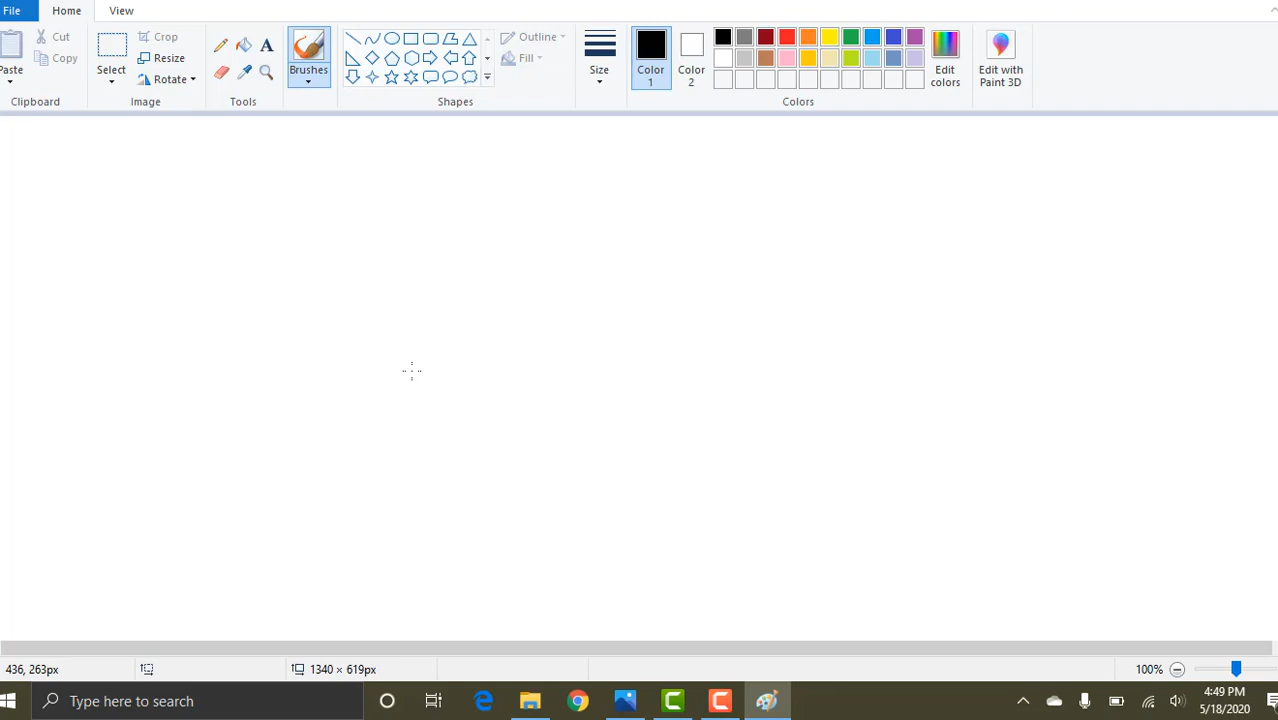 File Home View
Cut
Copy
Paste
Clipboard
Select
Crop
Resize
Rotate
Image
A
Tools
Brushes
Outline
Fill
Shapes
Size
Color
1
Color
2
Edit
colors
Colors
Edit with
Paint 3D
436, 263px
1340 × 619px
100%
Type here to search
4:49 PM
5/18/2020